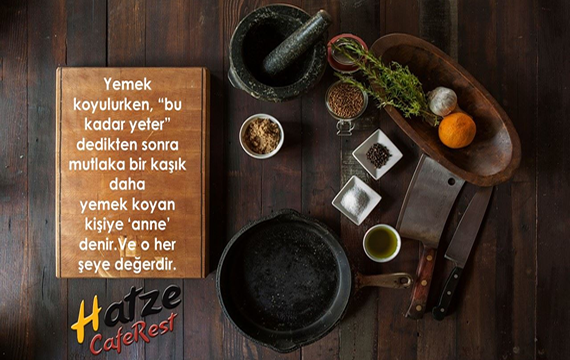 Yemek
koyulurken, “bu
kadar yeter”
dedikten sonra
mutlaka bir kaşık
daha
yemek koyan
kişiye ‘anne’
denir.Ve o her
şeye değerdir.
Hatze
CafeRest